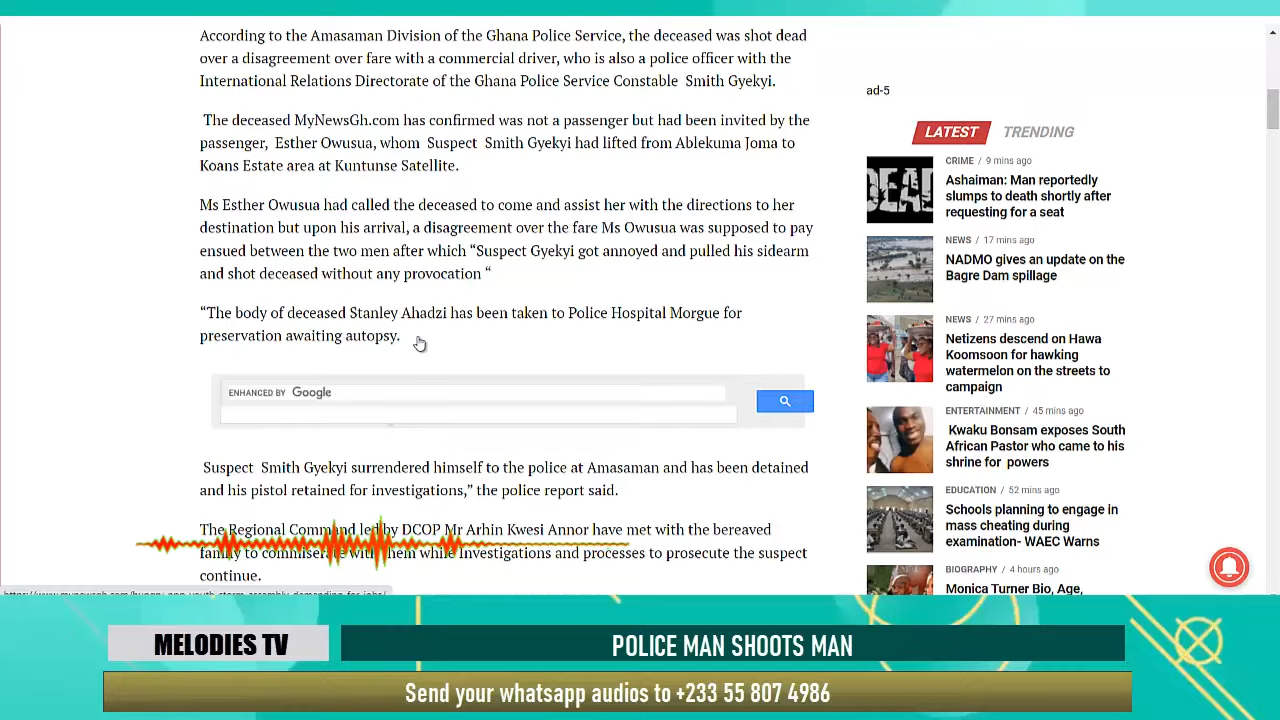 According to the Amasaman Division of the Ghana Police Service, the deceased was shot dead
over a disagreement over fare with a commercial driver, who is also a police officer with the
International Relations Directorate of the Ghana Police Service Constable Smith Gyekyi.
The deceased MyNewsGh.com has confirmed was not a passenger but had been invited by the
passenger, Esther Owusua, whom Suspect Smith Gyekyi had lifted from Ablekuma Joma to
Koans Estate area at Kuntunse Satellite.
Ms Esther Owusua had called the deceased to come and assist her with the directions to her
destination but upon his arrival, a disagreement over the fare Ms Owusua was supposed to pay
ensued between the two men after which “Suspect Gyekyi got annoyed and pulled his sidearm
and shot deceased without any provocation “
“The body of deceased Stanley Ahadzi has been taken to Police Hospital Morgue for
preservation awaiting autopsy.
ENHANCED BY Google
Suspect Smith Gyekyi surrendered himself to the police at Amasaman and has been detained
and his pistol retained for investigations,” the police report said.
The Regional Command led by DCOP Mr Arhin Kwesi Annor have met with the bereaved
family to commiserate with them while Investigations and processes to prosecute the suspect
continue.
ad-5
LATEST TRENDING
CRIME / 9 mins ago
Ashaiman: Man reportedly
slumps to death shortly after
requesting for a seat
DEAD
NEWS / 17 mins ago
NADMO gives an update on the
Bagre Dam spillage
NEWS / 27 mins ago
Netizens descend on Hawa
Koomsoon for hawking
watermelon on the streets to
campaign
ENTERTAINMENT / 45 mins ago
Kwaku Bonsam exposes South
African Pastor who came to his
shrine for powers
EDUCATION / 52 mins ago
Schools planning to engage in
mass cheating during
examination- WAEC Warns
BIOGRAPHY / 4 hours ago
Monica Turner Bio, Age,
MELODIES TV
POLICE MAN SHOOTS MAN
Send your whatsapp audios to +233 55 807 4986